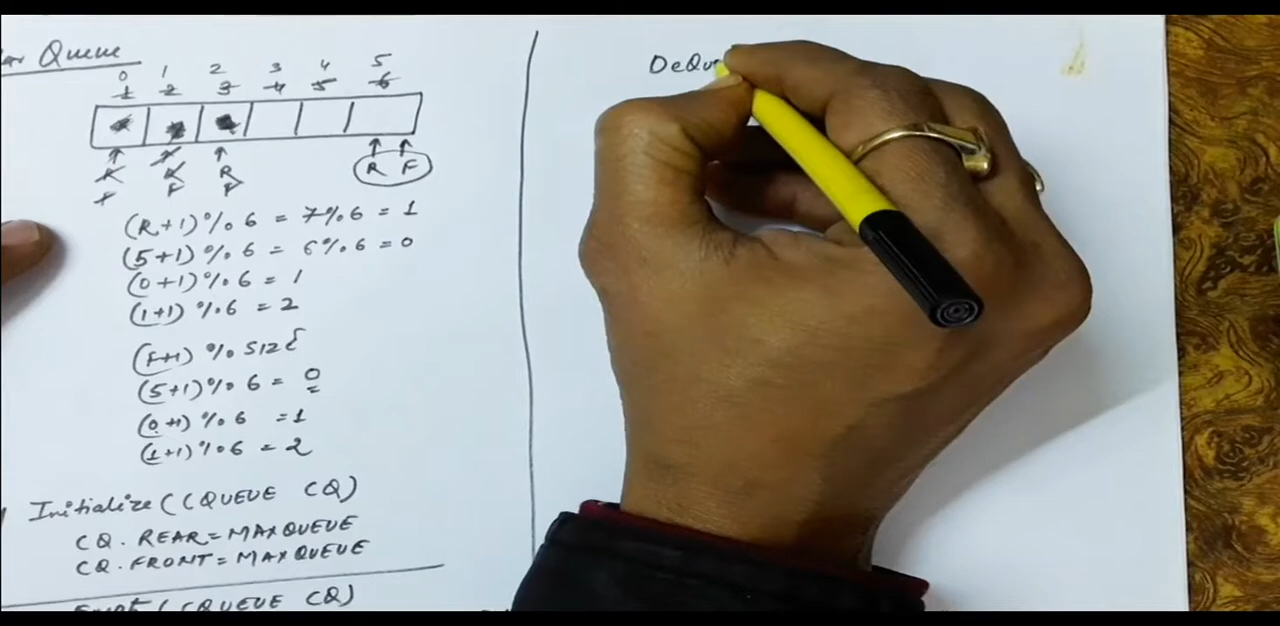 Queue
0 1 2 3 4 5
1 2 3 4 5 6
R F
(R+1)%6 = 7%6 = 1
(5+1)%6 = 6%6 = 0
(0+1)%6 = 1
(1+1)%6 = 2
(F+1) % SIZE
(5+1)%6 = 0
(0+1)%6 = 1
(1+1)%6 = 2
Initialize (CQUEUE CQ)
CQ. REAR = MAXQUEUE
CQ. FRONT = MAXQUEUE
(CQUEUE CQ)
DeQu